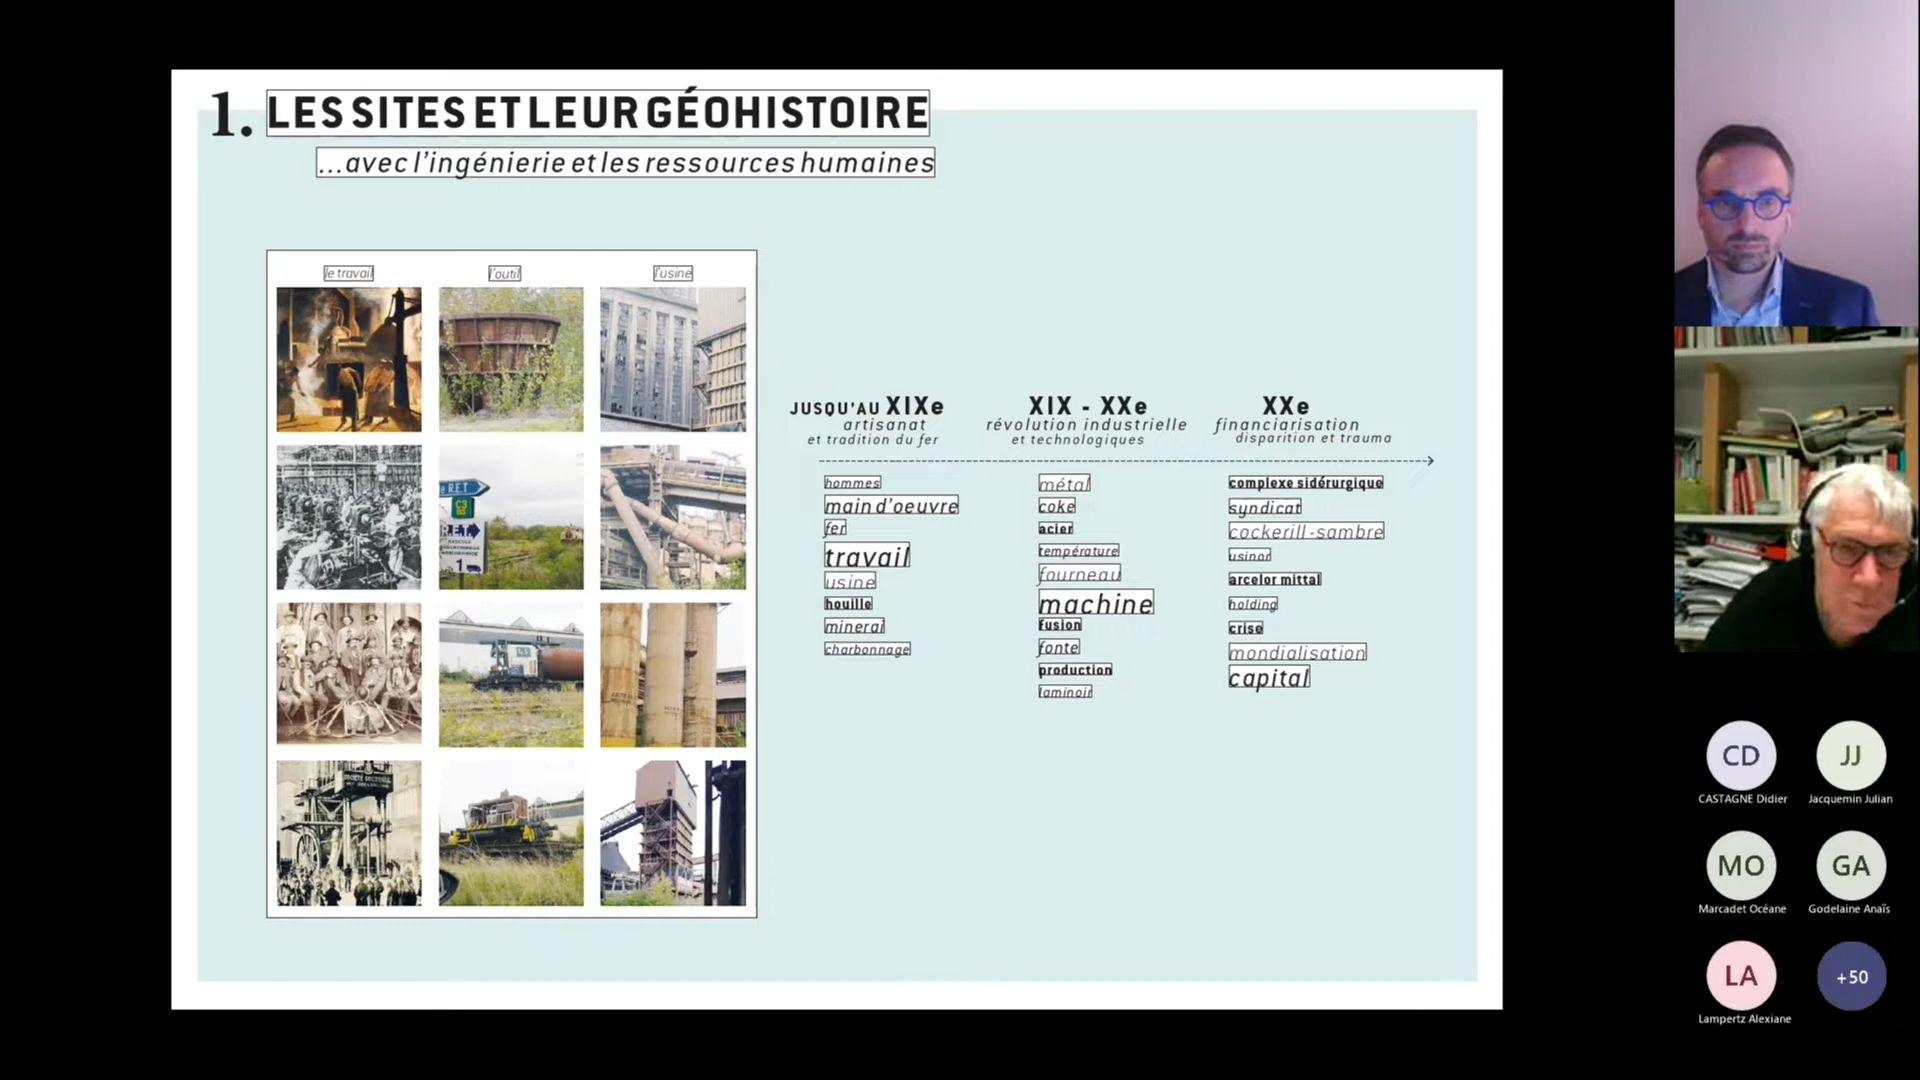 1. LES SITES ET LEUR GÉOHISTOIRE
...avec l'ingénierie et les ressources humaines
le travail
l'outil
l'usine
JUSQU'AU XIXe
artisanat
et tradition du fer
XIX - XXe
révolution industrielle
et technologiques
XXe
financiarisation
disparition et trauma
hommes
main d'oeuvre
fer
travail
usine
houille
minerai
charbonnage
métal
coke
acier
température
fourneau
machine
fusion
fonte
production
laminoir
complexe sidérurgique
syndicat
cockerill-sambre
usinor
arcelor mittal
holding
crise
mondialisation
capital
RET
C3
R.E.T.
1
CD
CASTAGNE Didier
JJ
Jacquemin Julian
MO
Marcadet Océane
GA
Godelaine Anaïs
LA
Lampertz Alexiane
+50